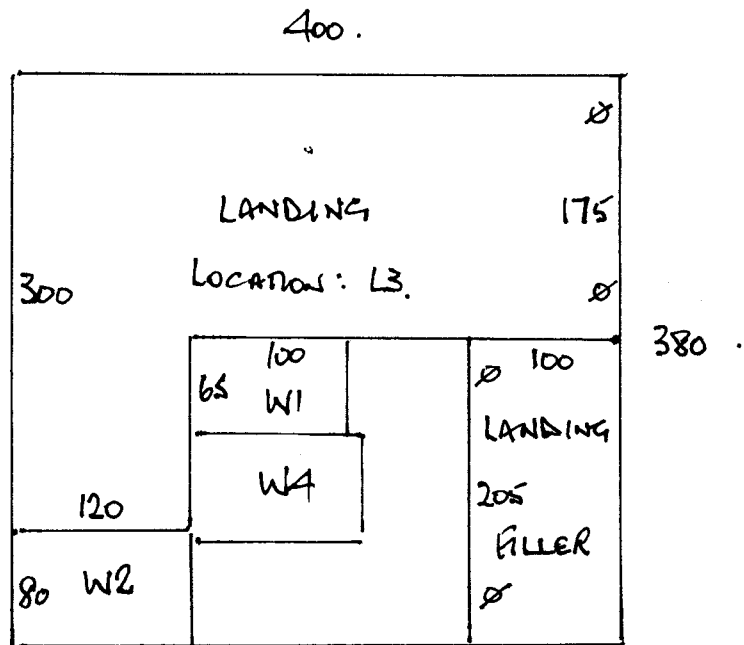 400.
Ø
LANDING 175
LOCATION: L3.
300 Ø
380.
100 Ø 100
65 W1
LANDING
W4
205
120
FILLER
80 W2 Ø